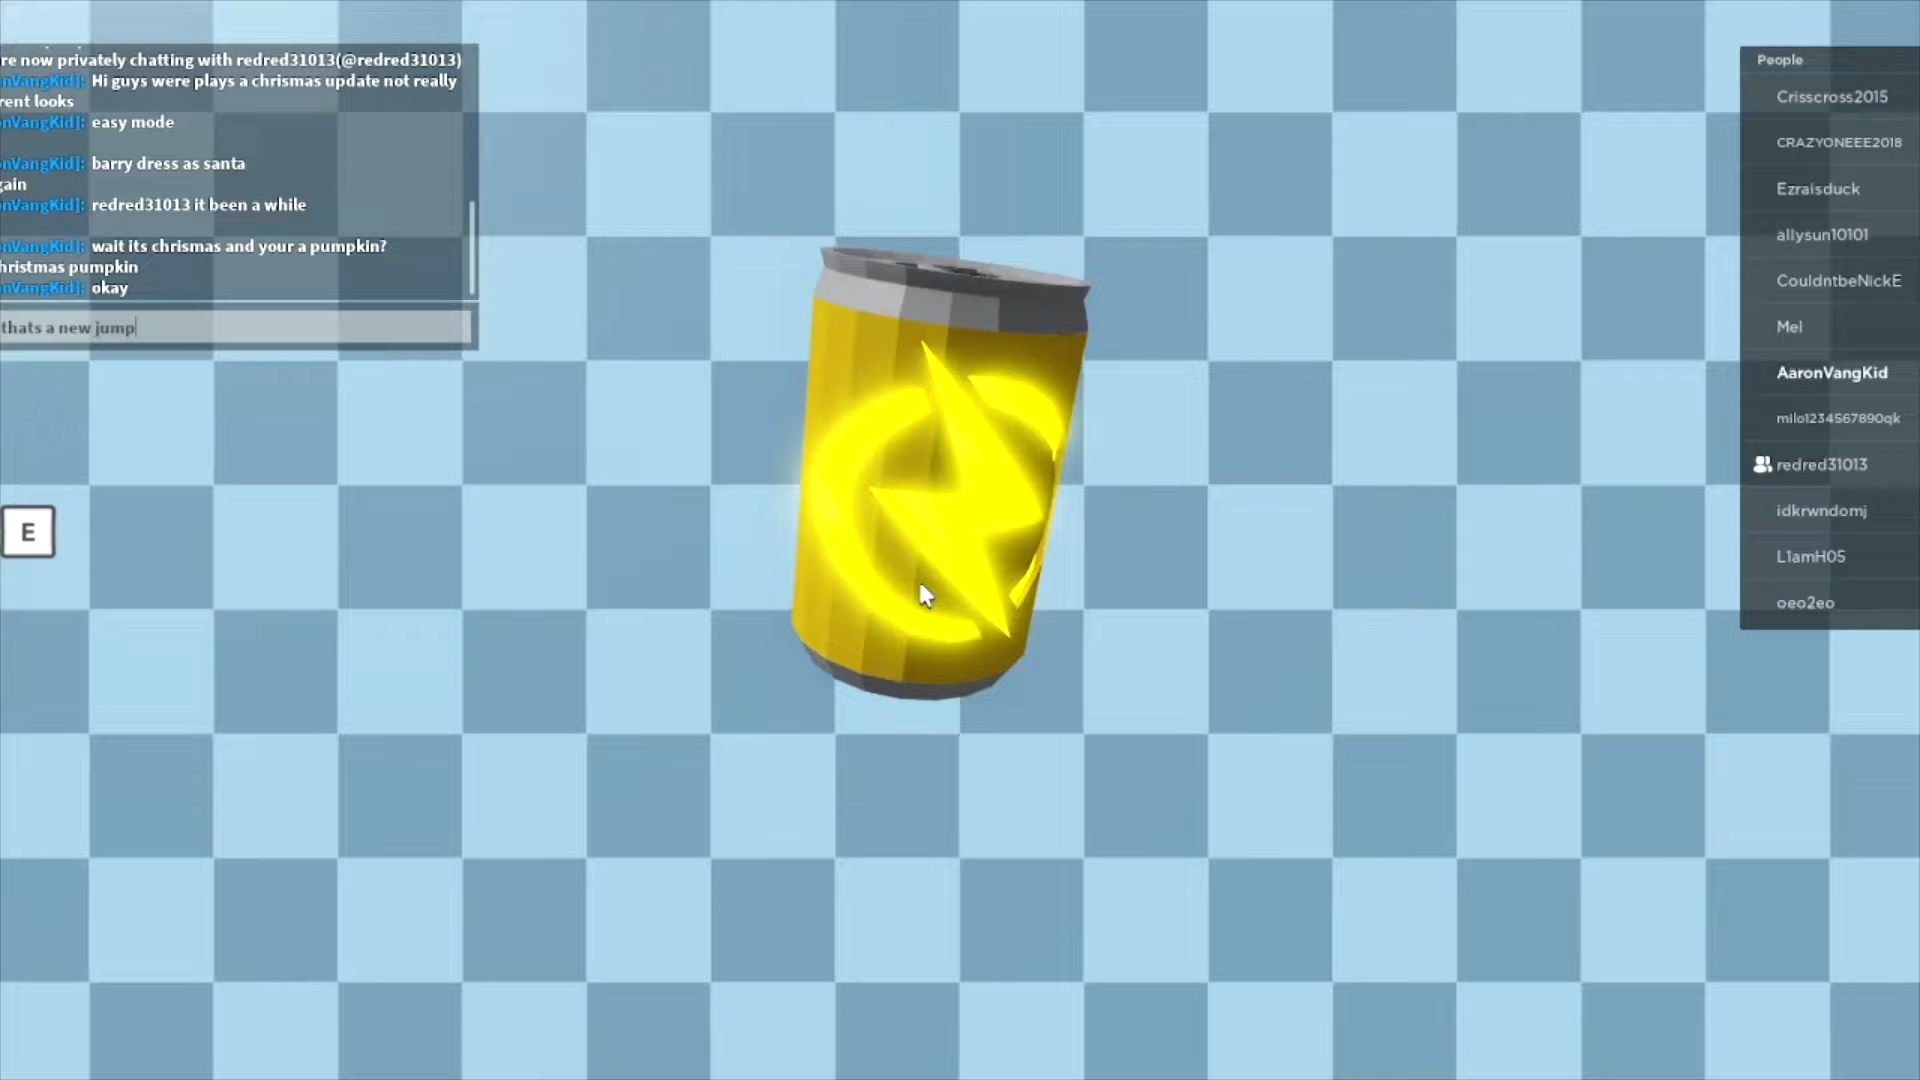 re now privately chatting with redred31013(@redred31013)
nVangKid]: Hi guys were plays a chrismas update not really
rent looks
nVangKid]: easy mode
nVangKid]: barry dress as santa
gain
nVangKid]: redred31013 it been a while
nVangKid]: wait its chrismas and your a pumpkin?
hristmas pumpkin
nVangKid]: okay
thats a new jump
E
People
Crisscross2015
CRAZYONEEE2018
Ezraisduck
allysun10101
CouldntbeNickE
Mel
AaronVangKid
milo1234567890qk
redred31013
idkrwndomj
L1amH05
oeo2eo